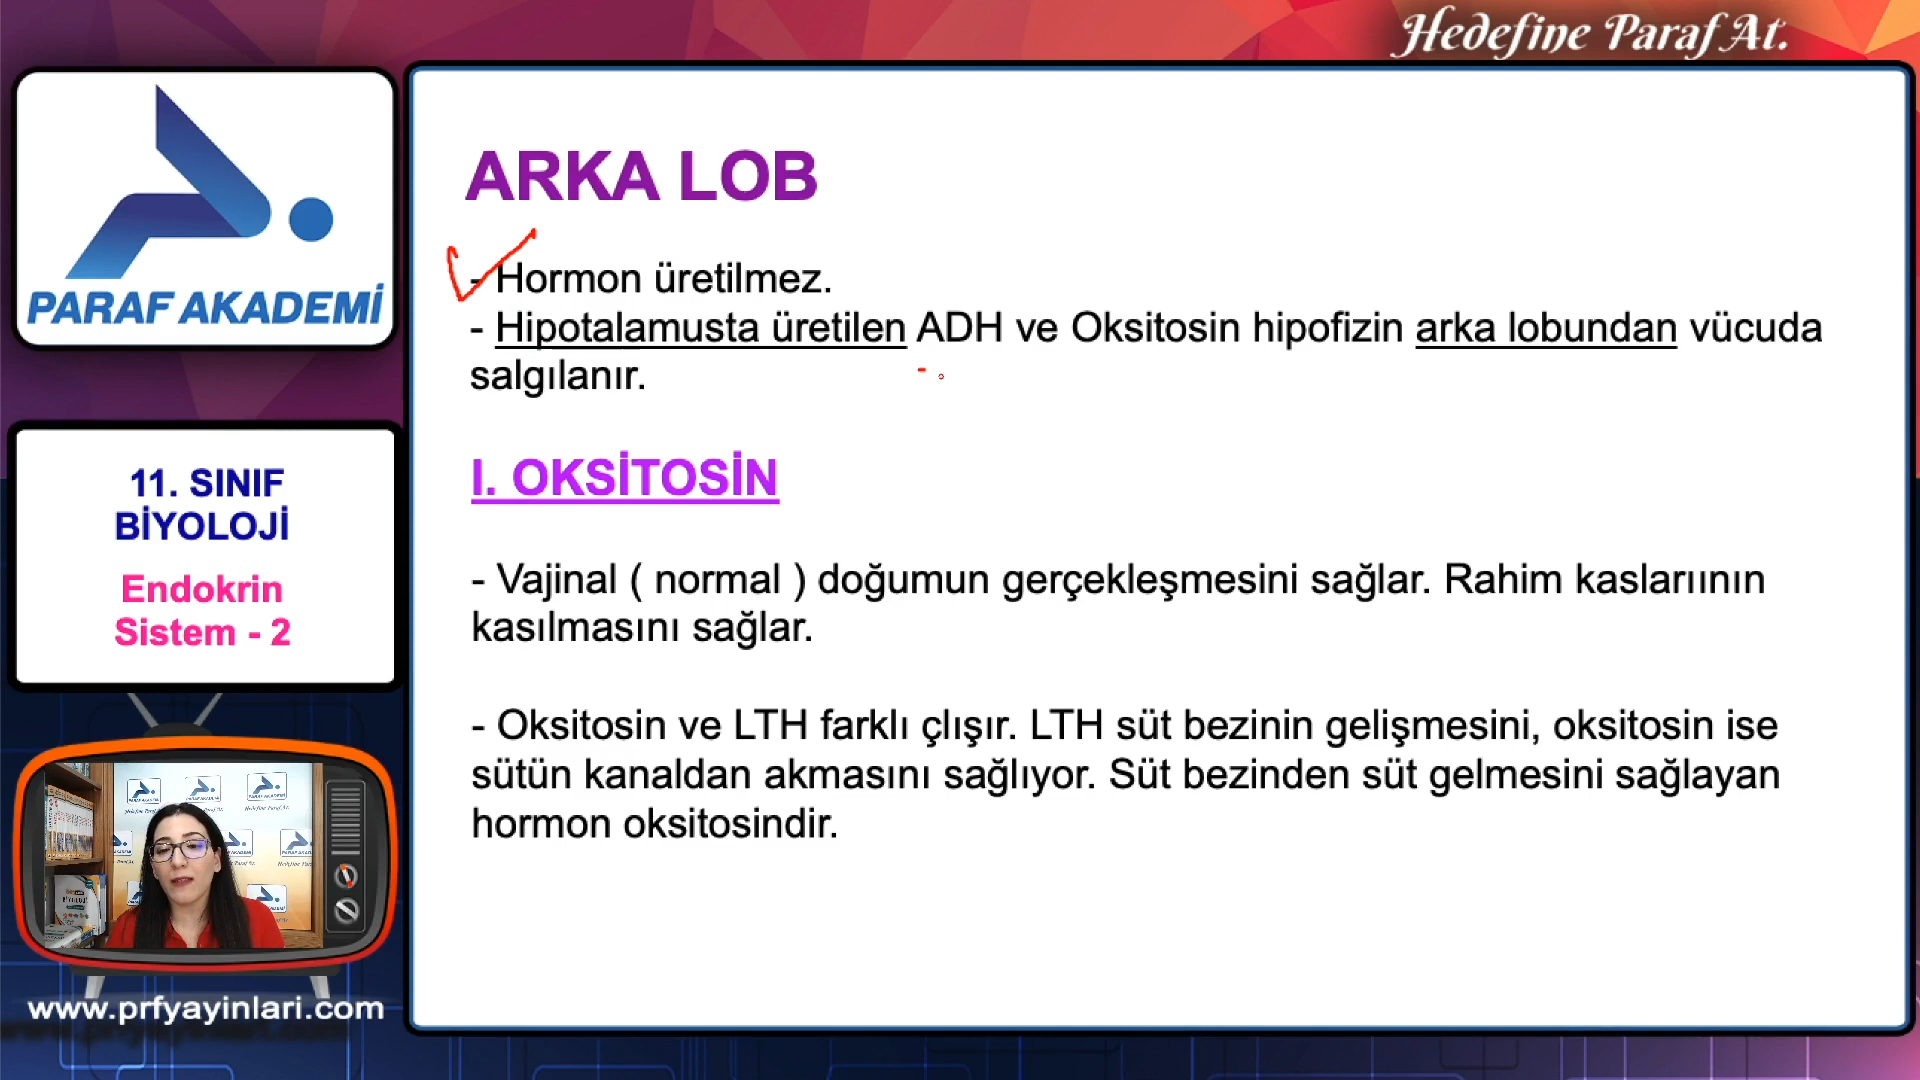 Hedefine Paraf At.
PARAF AKADEMİ
11. SINIF
BİYOLOJİ
Endokrin
Sistem - 2
www.prfyayinlari.com
ARKA LOB
- Hormon üretilmez.
- Hipotalamusta üretilen ADH ve Oksitosin hipofizin arka lobundan vücuda
salgılanır.
I. OKSİTOSİN
- Vajinal ( normal ) doğumun gerçekleşmesini sağlar. Rahim kaslarıının
kasılmasını sağlar.
- Oksitosin ve LTH farklı çlışır. LTH süt bezinin gelişmesini, oksitosin ise
sütün kanaldan akmasını sağlıyor. Süt bezinden süt gelmesini sağlayan
hormon oksitosindir.